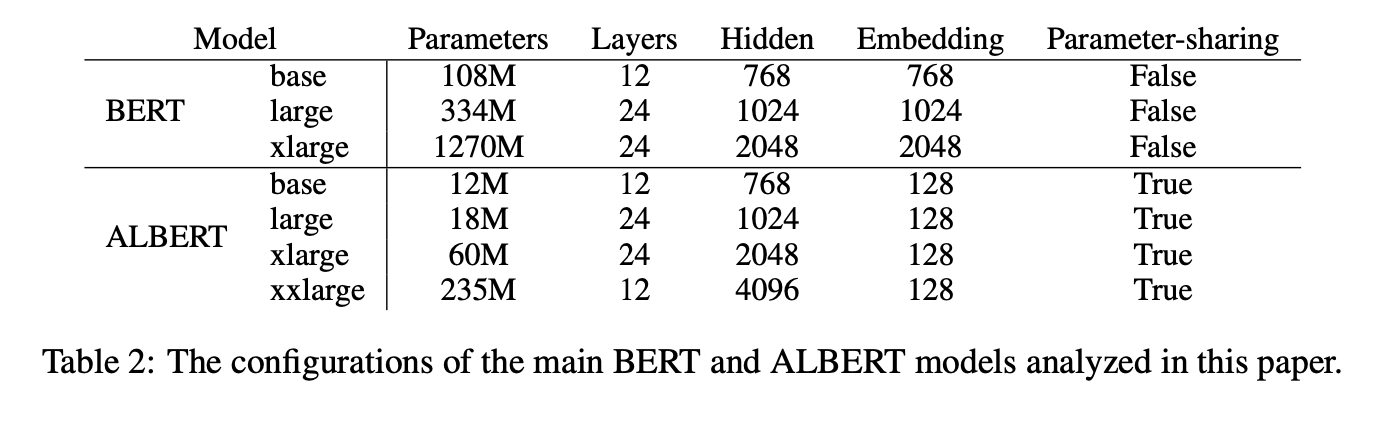 Model Parameters Layers Hidden Embedding Parameter-sharing
base 108M 12 768 768 False
BERT large 334M 24 1024 1024 False
xlarge 1270M 24 2048 2048 False
base 12M 12 768 128 True
large 18M 24 1024 128 True
ALBERT
xlarge 60M 24 2048 128 True
xxlarge 235M 12 4096 128 True
Table 2: The configurations of the main BERT and ALBERT models analyzed in this paper.